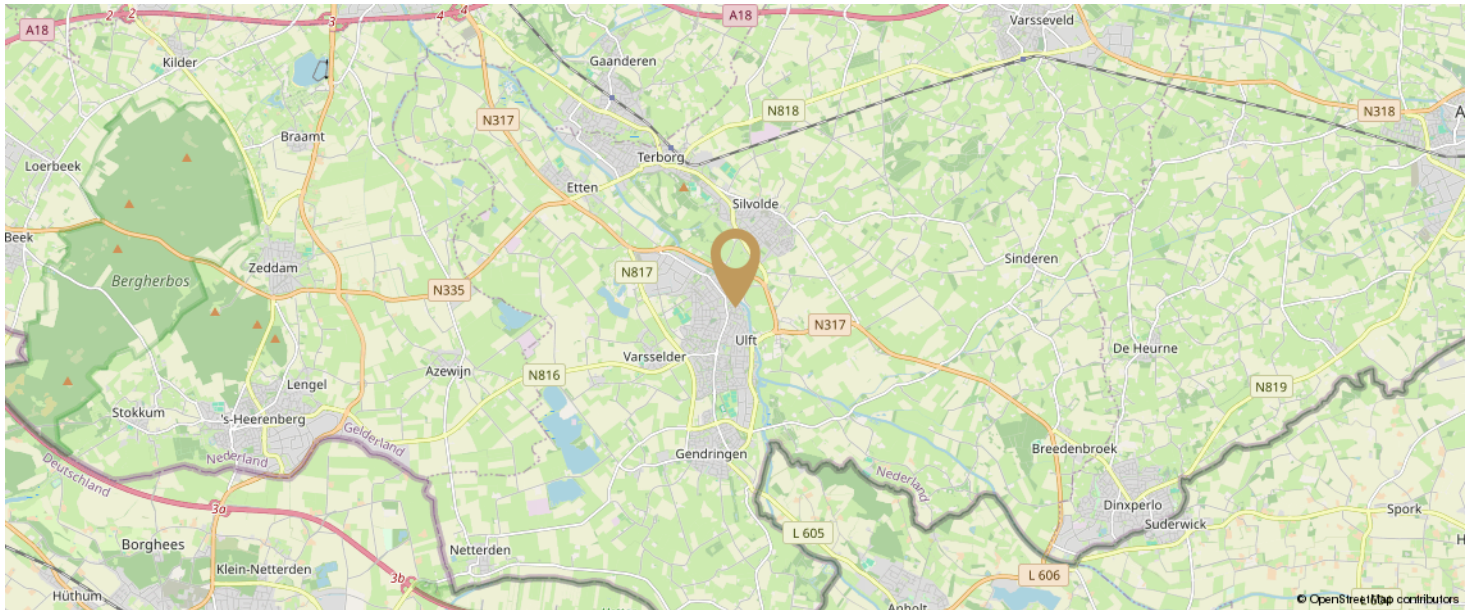 A18
2
2
3
4
4
A18
Varsseveld
Kilder
Gaanderen
N818
N318
N317
Braamt
Loerbeek
Terborg
Etten
Silvolde
Beek
Zeddam
Bergherbos
N817
Sinderen
N335
N317
Ulft
De Heurne
Varsselder
Azewijn
N816
N819
Lengel
Stokkum
's-Heerenberg
Gelderland
Nederland
Deutschland
Gendringen
Breedenbroek
Nederland
3a
Dinxperlo
Spork
Suderwick
L 605
Borghees
Netterden
Klein-Netterden
3b
L 606
Hüthum
Anholt
© OpenStreetMap contributors